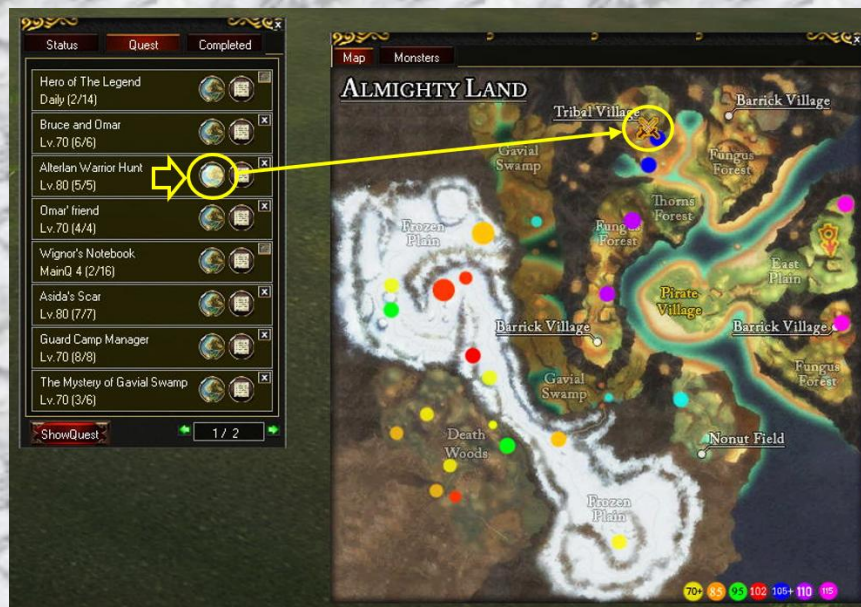 Status Quest Completed
Hero of The Legend
Daily (2/14)
Bruce and Omar
Lv.70 (6/6)
Alterlan Warrior Hunt
Lv.80 (5/5)
Omar' friend
Lv.70 (4/4)
Wignor's Notebook
MainQ 4 (2/16)
Asida's Scar
Lv.80 (7/7)
Guard Camp Manager
Lv.70 (8/8)
The Mystery of Gavial Swamp
Lv.70 (3/6)
ShowQuest 1 / 2
Map Monsters
ALMIGHTY LAND
Tribal Village
Barrick Village
Gavial
Swamp
Fungus
Forest
Thorns
Forest
Fungus
Forest
Frozen
Plain
East
Plain
Pirate
Village
Barrick Village
Barrick Village
Fungus
Forest
Gavial
Swamp
Death
Woods
Nonut Field
Frozen
Plain
70+ 85 95 102 105+ 110 115